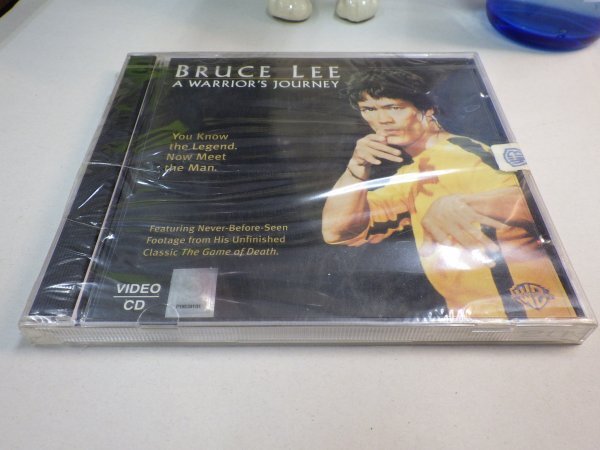 BRUCE LEE
A WARRIOR'S JOURNEY
You Know
the Legend.
Now Meet
the Man.
Featuring Never-Before-Seen
Footage from His Unfinished
Classic The Game of Death.
VIDEO
CD
WB